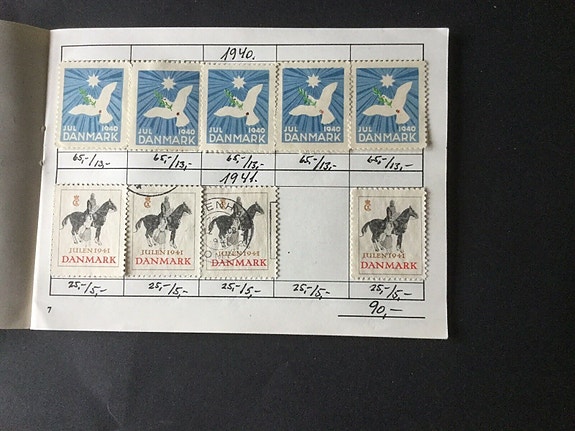 1940.
JUL 1940 DANMARK JUL 1940 DANMARK JUL 1940 DANMARK JUL 1940 DANMARK JUL 1940 DANMARK
65,-/13,- 65,-/13,- 65,-/13,- 65,-/13,- 65,-/13,-
1941.
JULEN 1941 DANMARK JULEN 1941 DANMARK JULEN 1941 DANMARK JULEN 1941 DANMARK
25,-/5,- 25,-/5,- 25,-/5,- 25,-/5,- 25,-/5,-
90,-
7